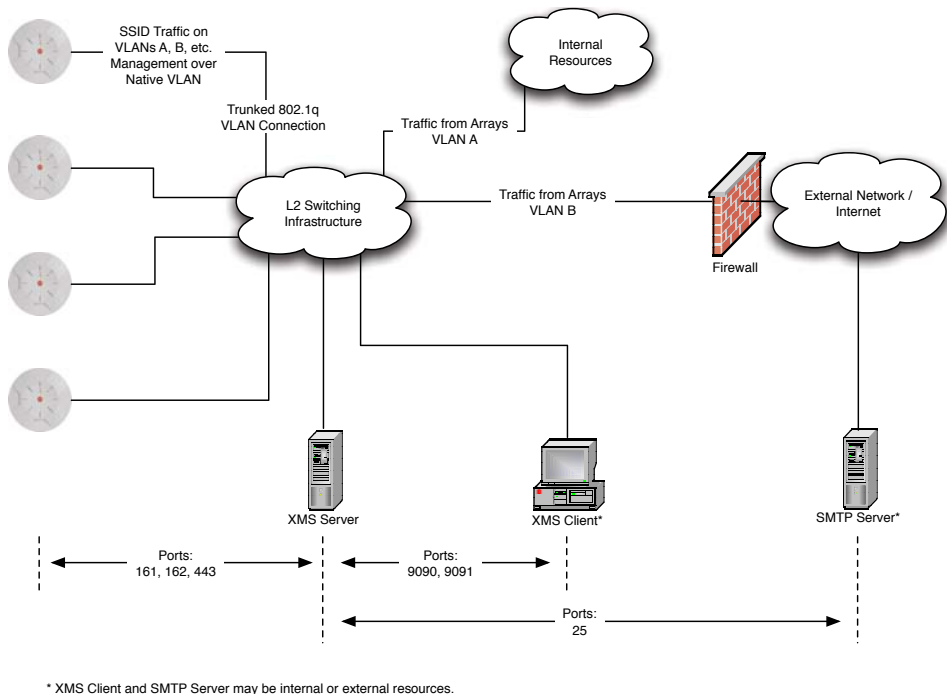 SSID Traffic on
VLANs A, B, etc.
Management over
Native VLAN
Internal
Resources
Trunked 802.1q
VLAN Connection
Traffic from Arrays
VLAN A
L2 Switching
Infrastructure
Traffic from Arrays
VLAN B
External Network /
Internet
Firewall
XMS Server
XMS Client*
SMTP Server*
Ports:
161, 162, 443
Ports:
9090, 9091
Ports:
25
* XMS Client and SMTP Server may be internal or external resources.